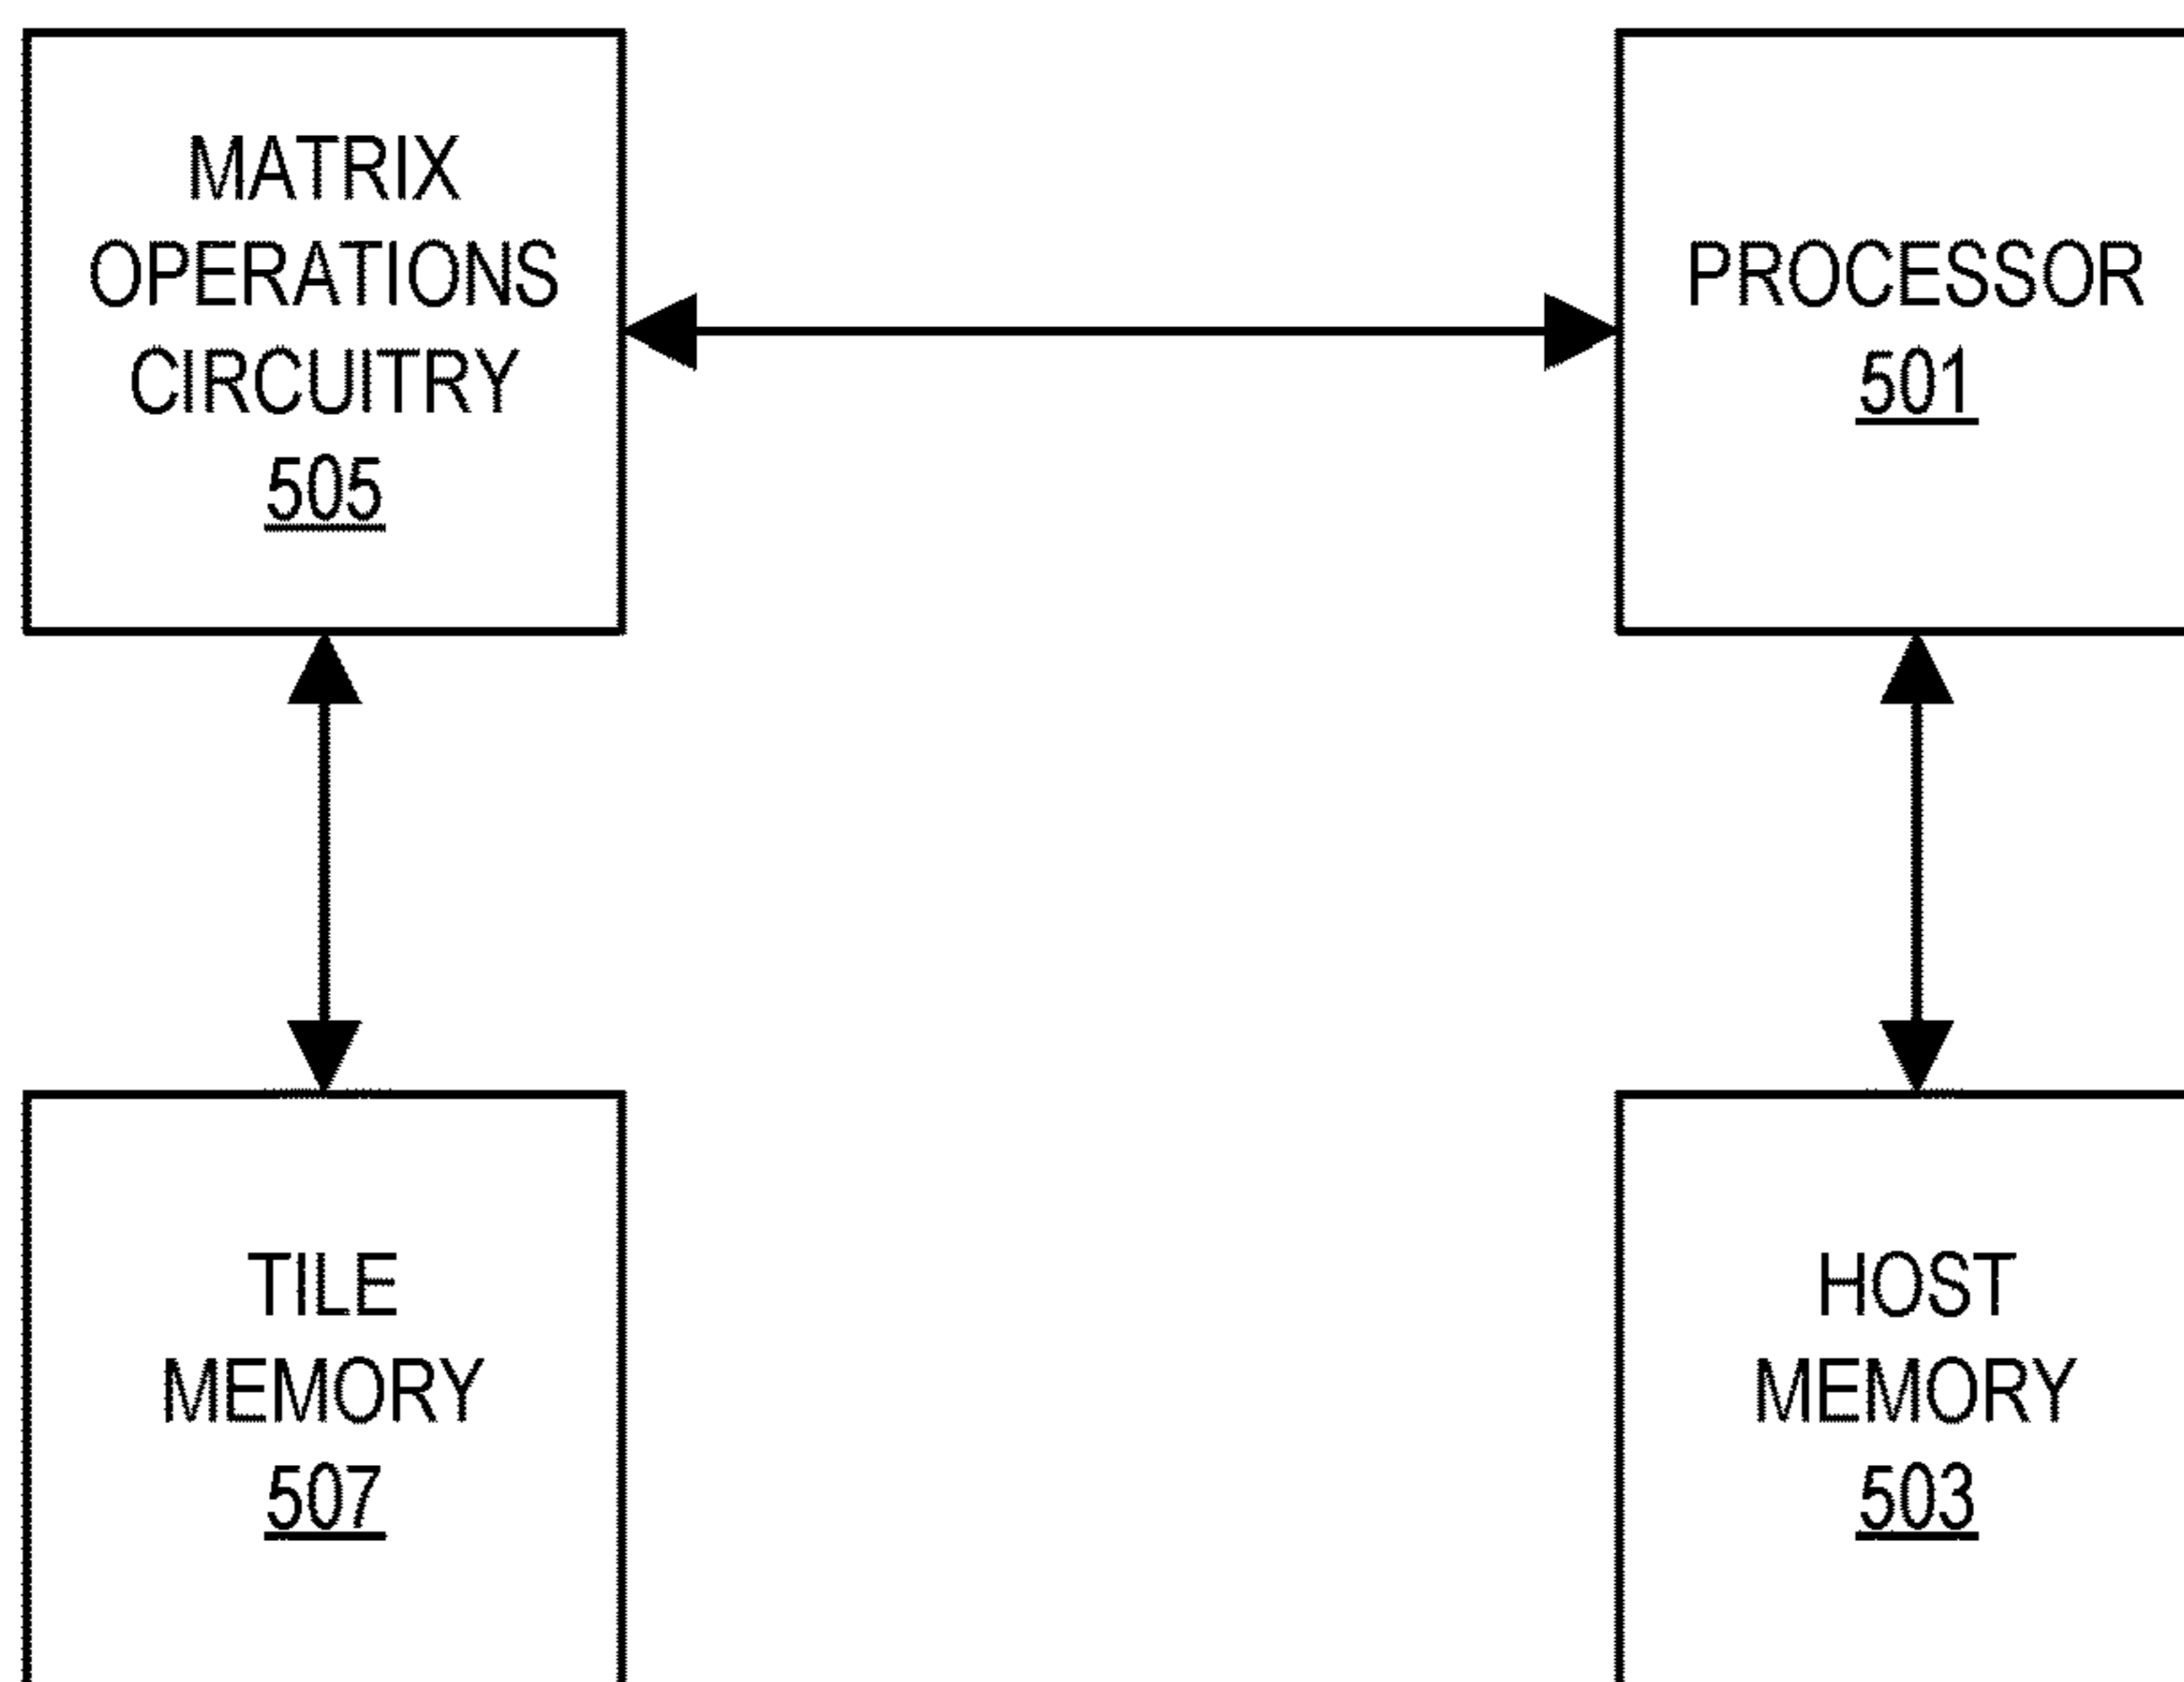 MATRIX
OPERATIONS
CIRCUITRY
505
PROCESSOR
501
TILE
MEMORY
507
HOST
MEMORY
503